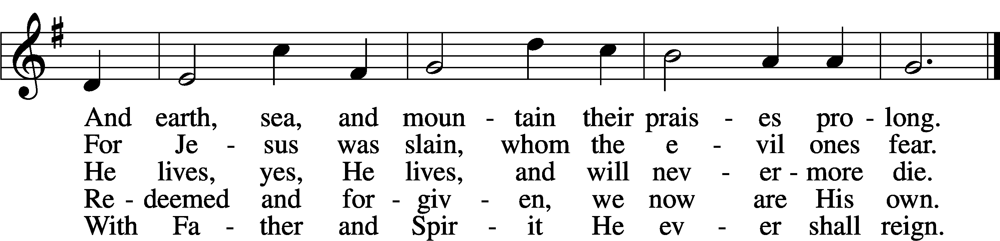 And earth, sea, and moun - tain their prais - es pro - long.
For Je - sus was slain, whom the e - vil ones fear.
He lives, yes, He lives, and will nev - er - more die.
Re - deemed and for - giv - en, we now are His own.
With Fa - ther and Spir - it He ev - er shall reign.